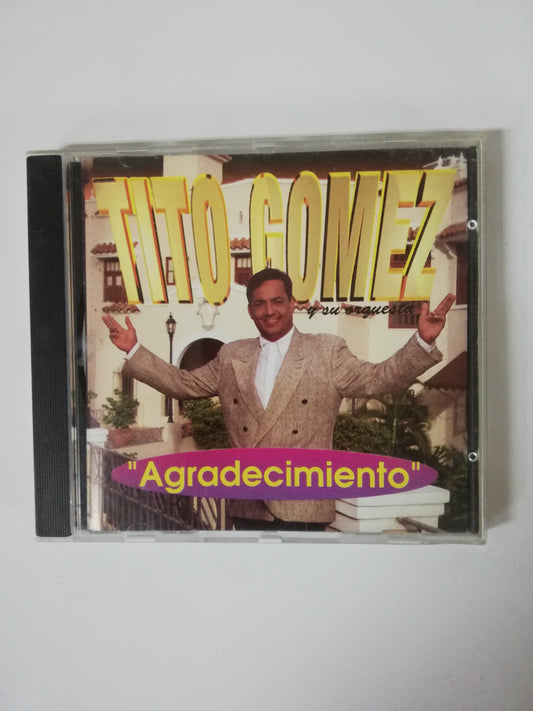 TITO GOMEZ
y su orquesta
"Agradecimiento"